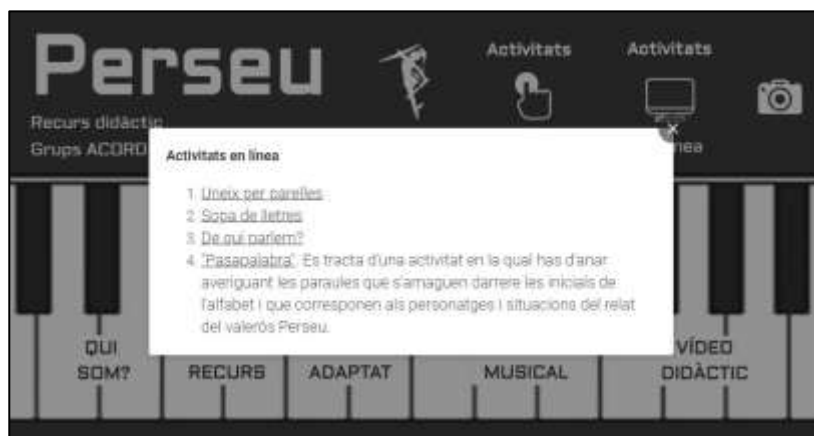 Perseu
Activitats
Activitats
Recurs didàctic
Grups ACORD
nea
Activitats en línea
1. Uneix per parelles
2. Sopa de lletres
3. De qui parlem?
4. "Pasapalabra". Es tracta d'una activitat en la qual has d'anar
averiguant les paraules que s'amaguen darrere les inicials de
l'alfabet i que corresponen als personatges i situacions del relat
del valerós Perseu.
QUI
SOM?
RECURS
ADAPTAT
MUSICAL
VÍDEO
DIDÀCTIC